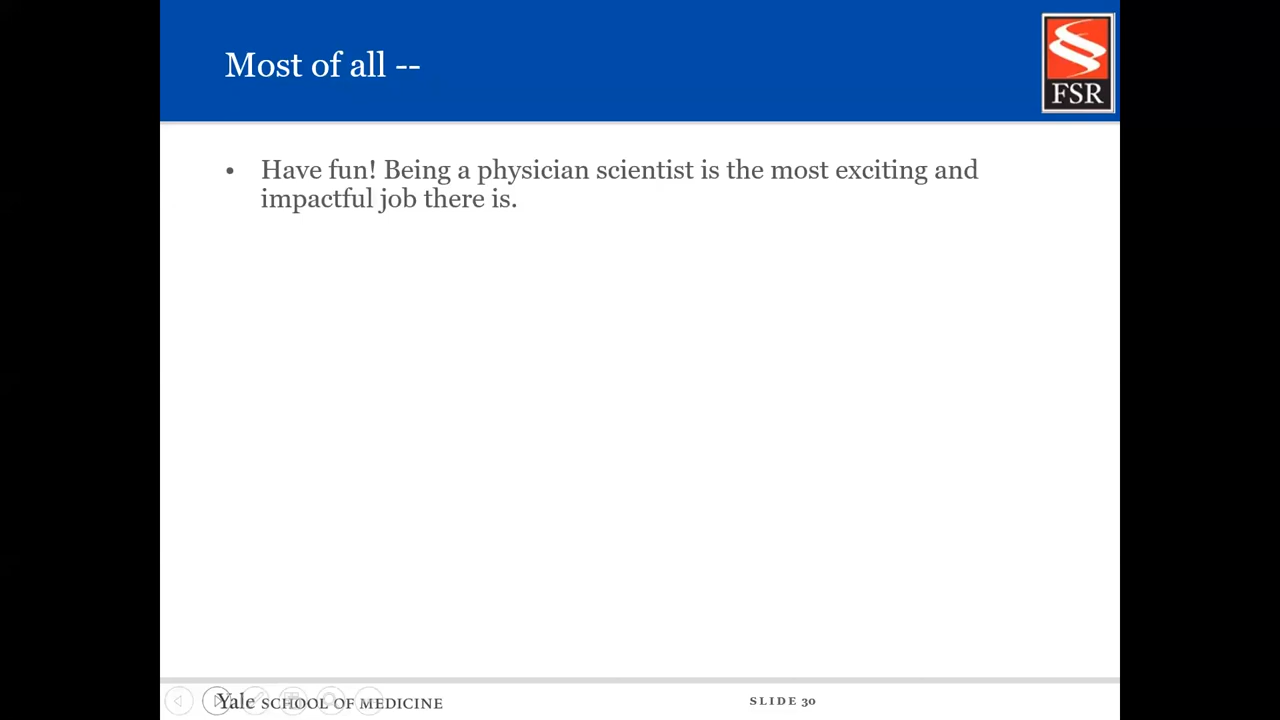 Most of all --
FSR
• Have fun! Being a physician scientist is the most exciting and
impactful job there is.
Yale SCHOOL OF MEDICINE
SLIDE 30